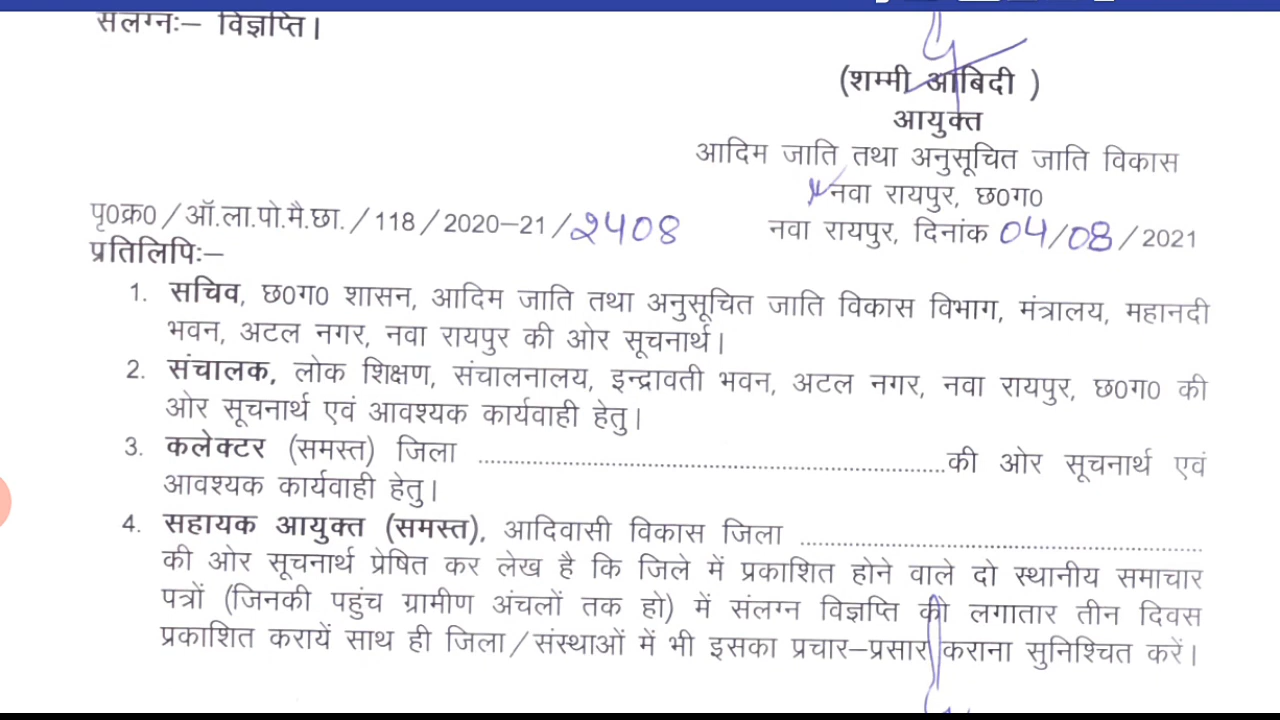 संलग्नः– विज्ञप्ति।
(शम्मी आबिदी )
आयुक्त
आदिम जाति तथा अनुसूचित जाति विकास
नवा रायपुर, छ0ग0
पृ0क्र0/ऑ.ला.पो.मै.छा./118/2020–21/2408 नवा रायपुर, दिनांक 04/08/2021
प्रतिलिपिः–
1. सचिव, छ0ग0 शासन, आदिम जाति तथा अनुसूचित जाति विकास विभाग, मंत्रालय, महानदी
भवन, अटल नगर, नवा रायपुर की ओर सूचनार्थ।
2. संचालक, लोक शिक्षण, संचालनालय, इन्द्रावती भवन, अटल नगर, नवा रायपुर, छ0ग0 की
ओर सूचनार्थ एवं आवश्यक कार्यवाही हेतु।
3. कलेक्टर (समस्त) जिला ........................................की ओर सूचनार्थ एवं
आवश्यक कार्यवाही हेतु।
4. सहायक आयुक्त (समस्त), आदिवासी विकास जिला ........................................
की ओर सूचनार्थ प्रेषित कर लेख है कि जिले में प्रकाशित होने वाले दो स्थानीय समाचार
पत्रों (जिनकी पहुंच ग्रामीण अंचलों तक हो) में संलग्न विज्ञप्ति को लगातार तीन दिवस
प्रकाशित करायें साथ ही जिला/संस्थाओं में भी इसका प्रचार–प्रसार कराना सुनिश्चित करें।